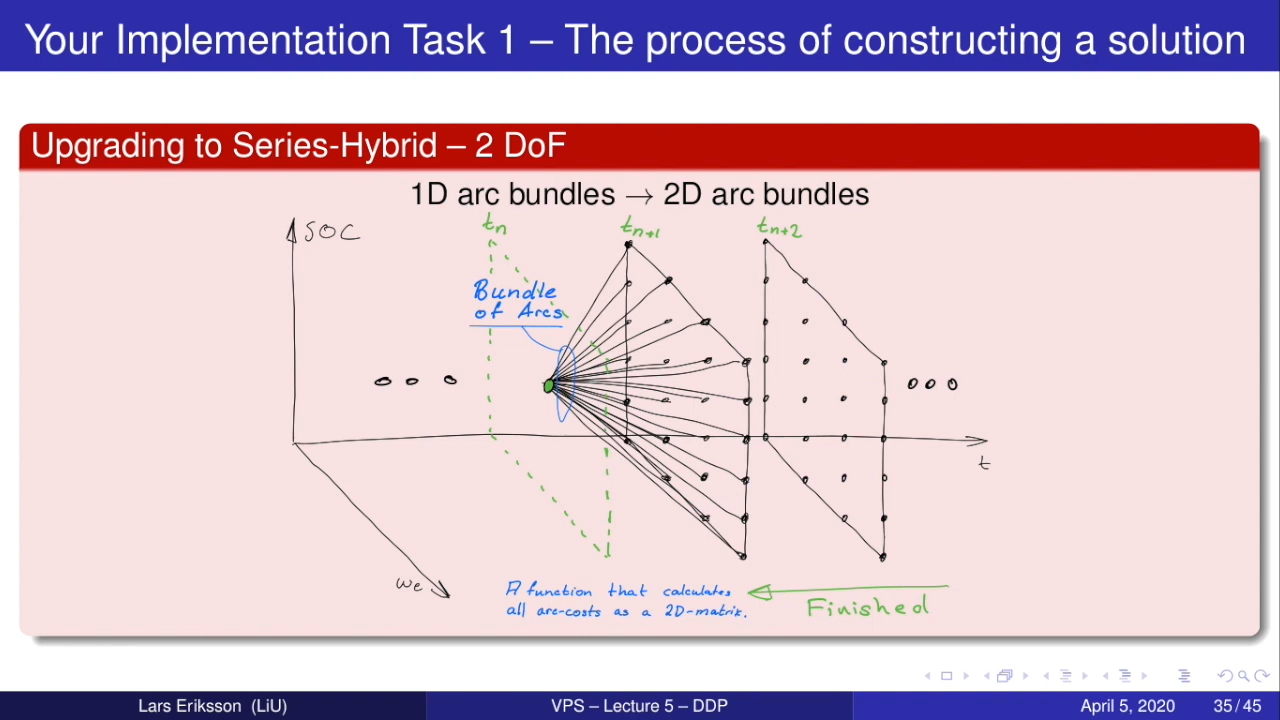 Your Implementation Task 1 – The process of constructing a solution
Upgrading to Series-Hybrid – 2 DoF
1D arc bundles → 2D arc bundles
SOC
tn
tn+1
tn+2
Bundle
of Arcs
t
We
A function that calculates
all arc-costs as a 2D-matrix.
Finished
Lars Eriksson (LiU)
VPS – Lecture 5 – DDP
April 5, 2020
35 / 45